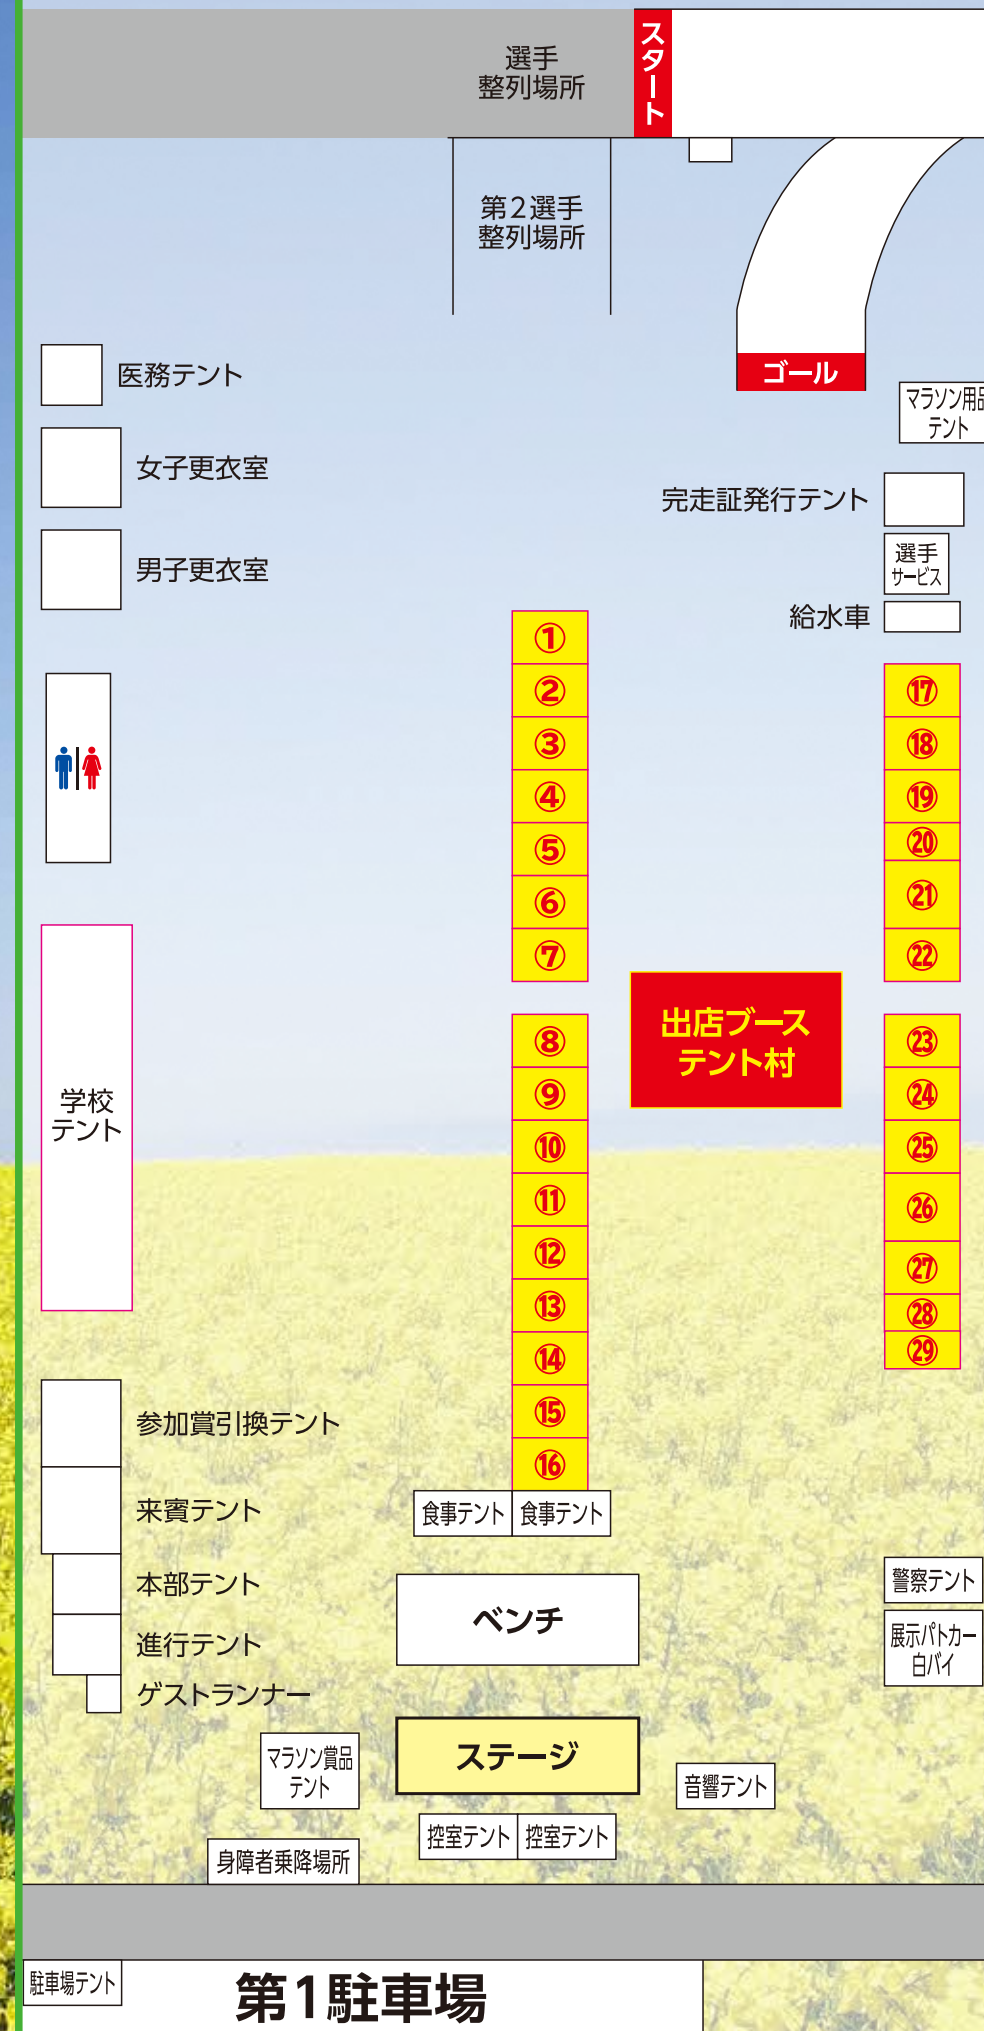 選手
整列場所
スタート
第2選手
整列場所
ゴール
医務テント
女子更衣室
男子更衣室
マラソン用品
テント
完走証発行テント
選手
サービス
給水車
①
②
③
④
⑤
⑥
⑦
⑧
⑨
⑩
⑪
⑫
⑬
⑭
⑮
⑯
出店ブース
テント村
⑰
⑱
⑲
⑳
㉑
㉒
㉓
㉔
㉕
㉖
㉗
㉘
㉙
学校
テント
参加賞引換テント
来賓テント
本部テント
進行テント
ゲストランナー
食事テント
食事テント
ベンチ
警察テント
展示パトカー
白バイ
マラソン賞品
テント
ステージ
音響テント
控室テント
控室テント
身障者乗降場所
駐車場テント
第1駐車場